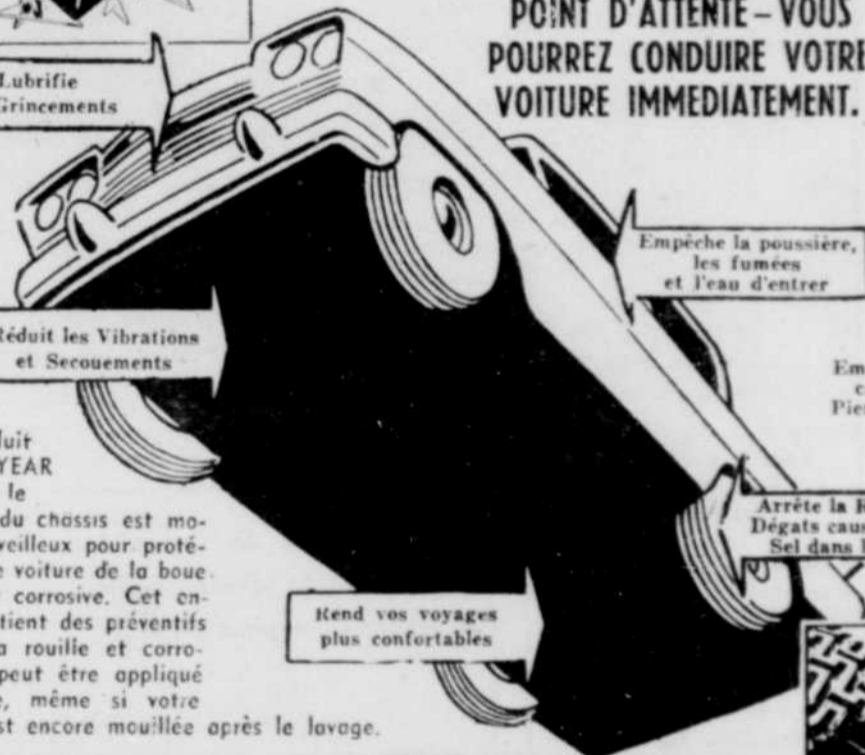 POINT D'ATTENTE – VOUS
POURREZ CONDUIRE VOTRE
VOITURE IMMEDIATEMENT.
Lubrifie
Grincements
Empêche la poussière,
les fumées
et l'eau d'entrer
Réduit les Vibrations
et Secouements
Arrête la
Dégats
Sel dans
Rend vos voyages
plus confortables
YEAR
le
du chassis est mo-
veilleux pour proté-
voiture de la boue
corrosive. Cet en-
tient des préventifs
rouille et corro-
peut être appliqué
même si votre
st encore mouillée après le lavage.